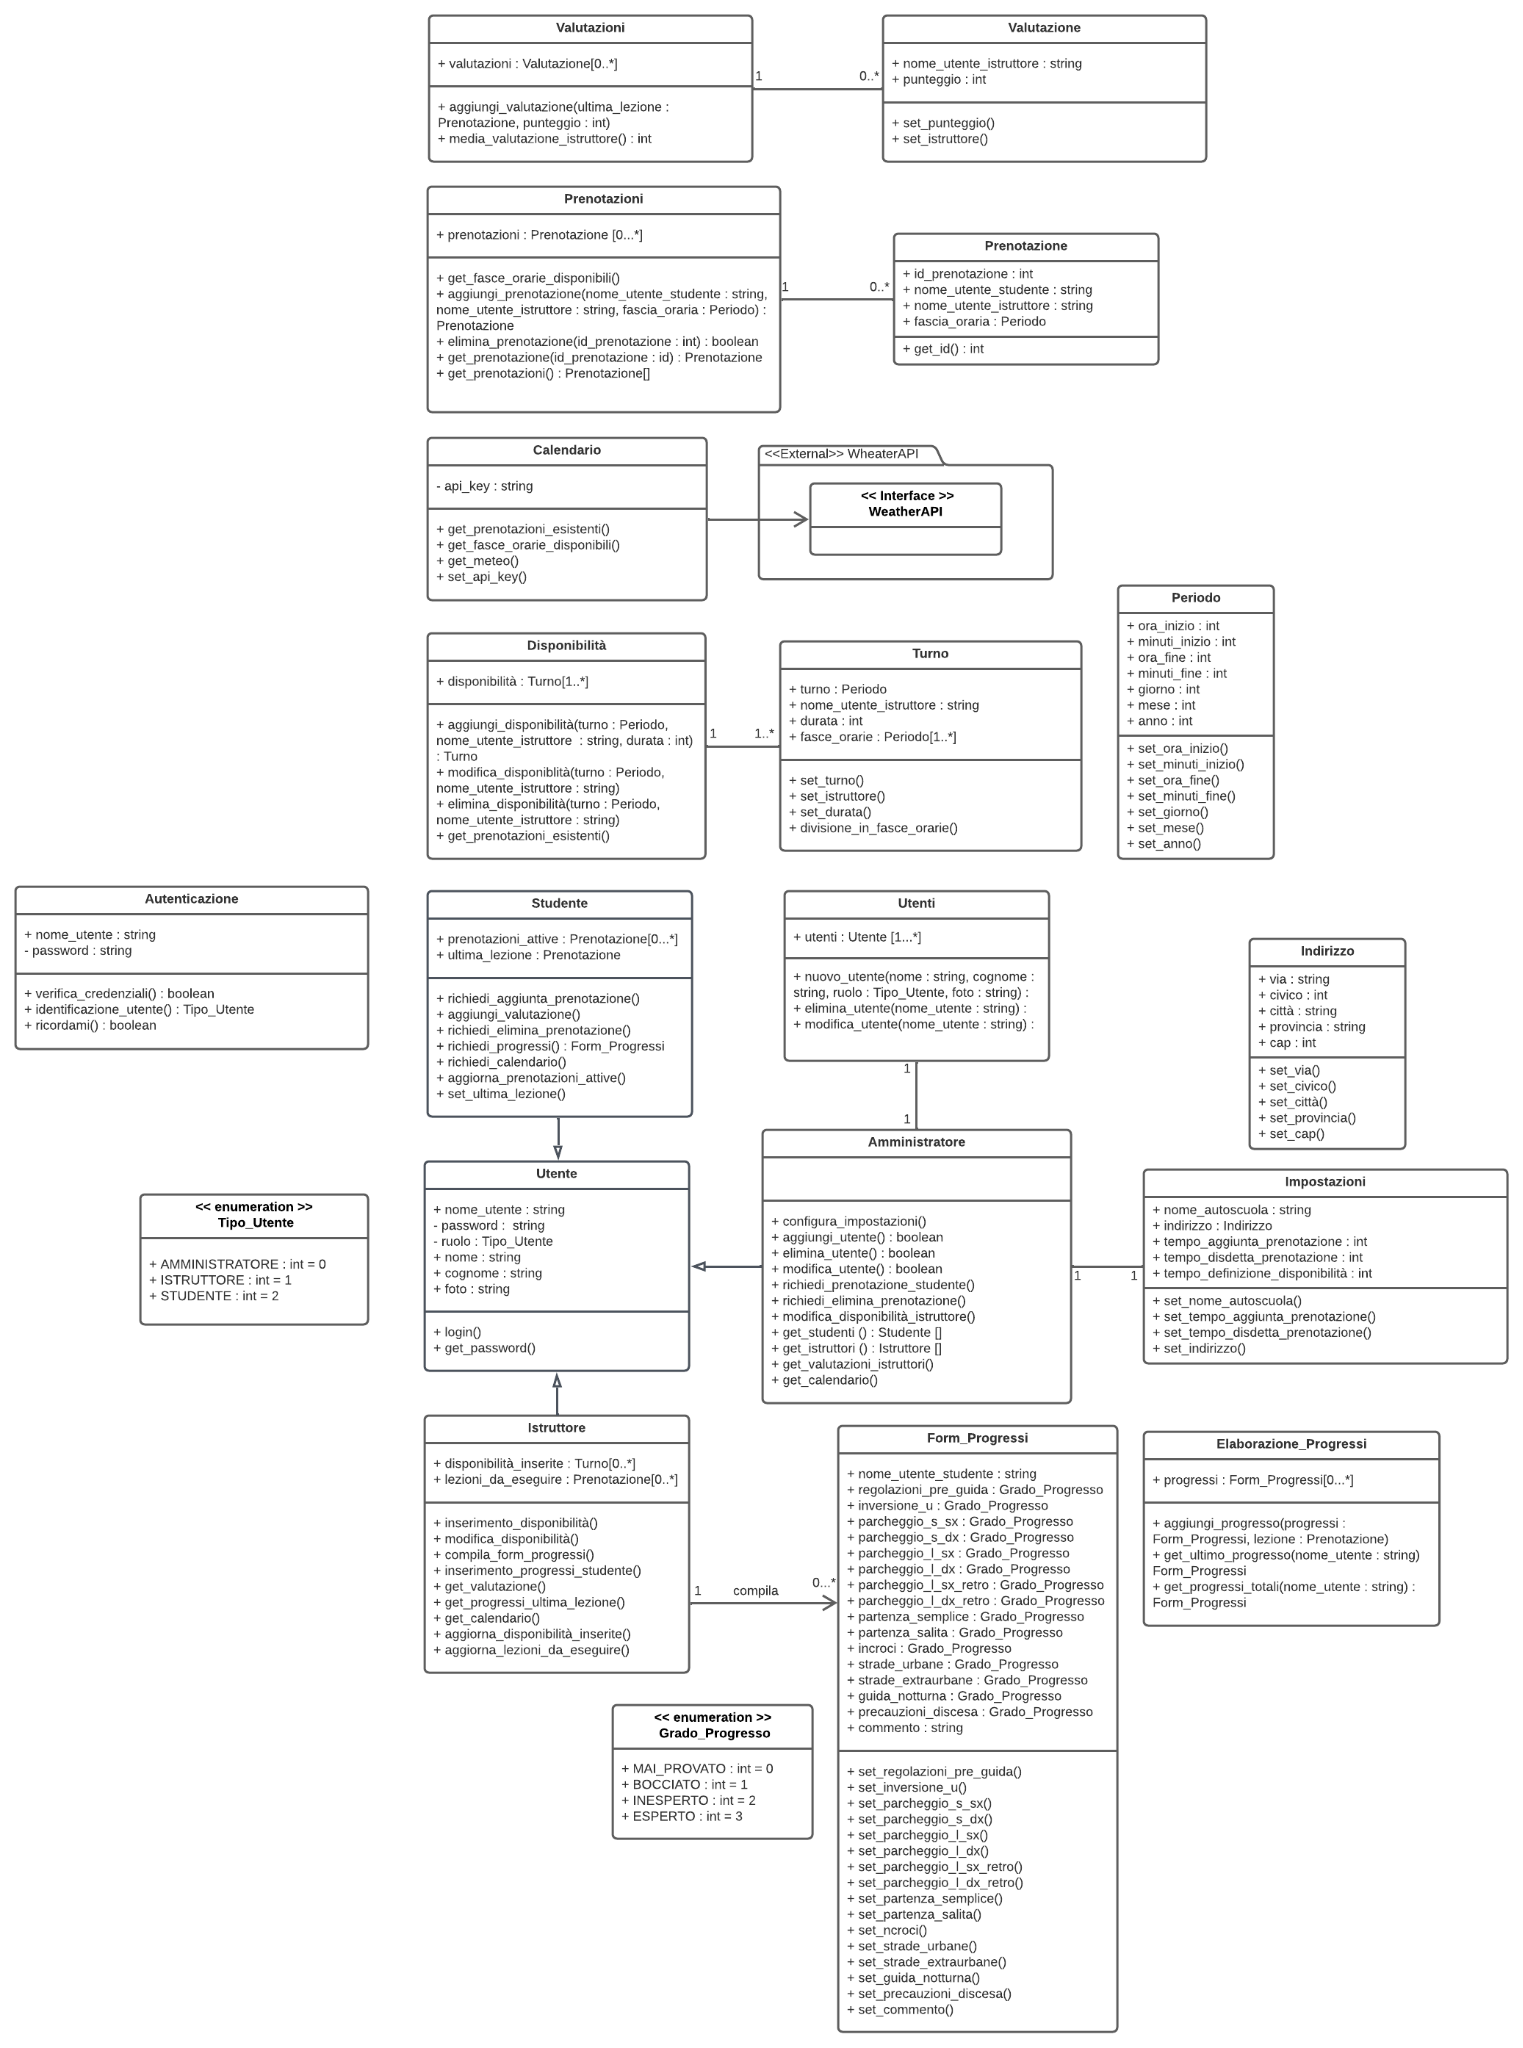 Valutazioni
+ valutazioni : Valutazione[0..*]
+ aggiungi_valutazione(ultima_lezione :
Prenotazione, punteggio : int)
+ media_valutazione_istruttore() : int
1
0..*
Valutazione
+ nome_utente_istruttore : string
+ punteggio : int
+ set_punteggio()
+ set_istruttore()
Prenotazioni
+ prenotazioni : Prenotazione [0...*]
+ get_fasce_orarie_disponibili()
+ aggiungi_prenotazione(nome_utente_studente : string,
nome_utente_istruttore : string, fascia_oraria : Periodo) :
Prenotazione
+ elimina_prenotazione(id_prenotazione : int) : boolean
+ get_prenotazione(id_prenotazione : id) : Prenotazione
+ get_prenotazioni() : Prenotazione[]
1
0..*
Prenotazione
+ id_prenotazione : int
+ nome_utente_studente : string
+ nome_utente_istruttore : string
+ fascia_oraria : Periodo
+ get_id() : int
Calendario
- api_key : string
+ get_prenotazioni_esistenti()
+ get_fasce_orarie_disponibili()
+ get_meteo()
+ set_api_key()
<<External>> WheaterAPI
<< Interface >>
WeatherAPI
Periodo
+ ora_inizio : int
+ minuti_inizio : int
+ ora_fine : int
+ minuti_fine : int
+ giorno : int
+ mese : int
+ anno : int
+ set_ora_inizio()
+ set_minuti_inizio()
+ set_ora_fine()
+ set_minuti_fine()
+ set_giorno()
+ set_mese()
+ set_anno()
Disponibilità
+ disponibilità : Turno[1..*]
+ aggiungi_disponibilità(turno : Periodo,
nome_utente_istruttore  : string, durata : int)
: Turno
+ modifica_disponiblità(turno : Periodo,
nome_utente_istruttore : string)
+ elimina_disponibilità(turno : Periodo,
nome_utente_istruttore : string)
+ get_prenotazioni_esistenti()
1
1..*
Turno
+ turno : Periodo
+ nome_utente_istruttore : string
+ durata : int
+ fasce_orarie : Periodo[1..*]
+ set_turno()
+ set_istruttore()
+ set_durata()
+ divisione_in_fasce_orarie()
Autenticazione
+ nome_utente : string
- password : string
+ verifica_credenziali() : boolean
+ identificazione_utente() : Tipo_Utente
+ ricordami() : boolean
Studente
+ prenotazioni_attive : Prenotazione[0...*]
+ ultima_lezione : Prenotazione
+ richiedi_aggiunta_prenotazione()
+ aggiungi_valutazione()
+ richiedi_elimina_prenotazione()
+ richiedi_progressi() : Form_Progressi
+ richiedi_calendario()
+ aggiorna_prenotazioni_attive()
+ set_ultima_lezione()
Utenti
+ utenti : Utente [1...*]
+ nuovo_utente(nome : string, cognome :
string, ruolo : Tipo_Utente, foto : string) :
+ elimina_utente(nome_utente : string) :
+ modifica_utente(nome_utente : string) :
1
1
Indirizzo
+ via : string
+ civico : int
+ città : string
+ provincia : string
+ cap : int
+ set_via()
+ set_civico()
+ set_città()
+ set_provincia()
+ set_cap()
<< enumeration >>
Tipo_Utente
+ AMMINISTRATORE : int = 0
+ ISTRUTTORE : int = 1
+ STUDENTE : int = 2
Utente
+ nome_utente : string
- password :  string
- ruolo : Tipo_Utente
+ nome : string
+ cognome : string
+ foto : string
+ login()
+ get_password()
Amministratore
+ configura_impostazioni()
+ aggiungi_utente() : boolean
+ elimina_utente() : boolean
+ modifica_utente() : boolean
+ richiedi_prenotazione_studente()
+ richiedi_elimina_prenotazione()
+ modifica_disponibilità_istruttore()
+ get_studenti () : Studente []
+ get_istruttori () : Istruttore []
+ get_valutazioni_istruttori()
+ get_calendario()
1
1
Impostazioni
+ nome_autoscuola : string
+ indirizzo : Indirizzo
+ tempo_aggiunta_prenotazione : int
+ tempo_disdetta_prenotazione : int
+ tempo_definizione_disponibilità : int
+ set_nome_autoscuola()
+ set_tempo_aggiunta_prenotazione()
+ set_tempo_disdetta_prenotazione()
+ set_indirizzo()
Istruttore
+ disponibilità_inserite : Turno[0..*]
+ lezioni_da_eseguire : Prenotazione[0..*]
+ inserimento_disponibilità()
+ modifica_disponibilità()
+ compila_form_progressi()
+ inserimento_progressi_studente()
+ get_valutazione()
+ get_progressi_ultima_lezione()
+ get_calendario()
+ aggiorna_disponibilità_inserite()
+ aggiorna_lezioni_da_eseguire()
1
compila
0...*
Form_Progressi
+ nome_utente_studente : string
+ regolazioni_pre_guida : Grado_Progresso
+ inversione_u : Grado_Progresso
+ parcheggio_s_sx : Grado_Progresso
+ parcheggio_s_dx : Grado_Progresso
+ parcheggio_l_sx : Grado_Progresso
+ parcheggio_l_dx : Grado_Progresso
+ parcheggio_l_sx_retro : Grado_Progresso
+ parcheggio_l_dx_retro : Grado_Progresso
+ partenza_semplice : Grado_Progresso
+ partenza_salita : Grado_Progresso
+ incroci : Grado_Progresso
+ strade_urbane : Grado_Progresso
+ strade_extraurbane : Grado_Progresso
+ guida_notturna : Grado_Progresso
+ precauzioni_discesa : Grado_Progresso
+ commento : string
+ set_regolazioni_pre_guida()
+ set_inversione_u()
+ set_parcheggio_s_sx()
+ set_parcheggio_s_dx()
+ set_parcheggio_l_sx()
+ set_parcheggio_l_dx()
+ set_parcheggio_l_sx_retro()
+ set_parcheggio_l_dx_retro()
+ set_partenza_semplice()
+ set_partenza_salita()
+ set_ncroci()
+ set_strade_urbane()
+ set_strade_extraurbane()
+ set_guida_notturna()
+ set_precauzioni_discesa()
+ set_commento()
Elaborazione_Progressi
+ progressi : Form_Progressi[0...*]
+ aggiungi_progresso(progressi :
Form_Progressi, lezione : Prenotazione)
+ get_ultimo_progresso(nome_utente : string)
Form_Progressi
+ get_progressi_totali(nome_utente : string) :
Form_Progressi
<< enumeration >>
Grado_Progresso
+ MAI_PROVATO : int = 0
+ BOCCIATO : int = 1
+ INESPERTO : int = 2
+ ESPERTO : int = 3